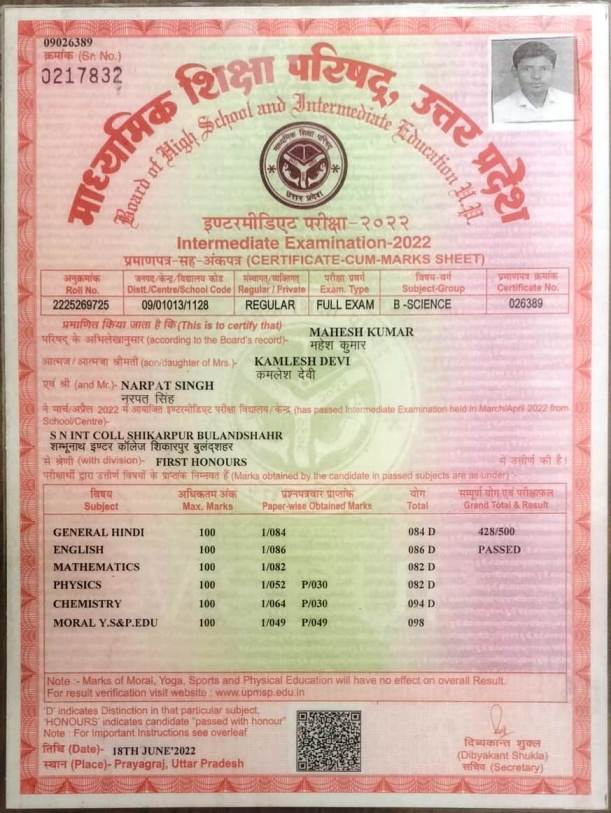 09026389
क्रमांक (Sr. No.)
0217832
माध्यमिक शिक्षा परिषद्, उत्तर प्रदेश
Board of High School and Intermediate Education U.P.
माध्यमिक शिक्षा परिषद्
उत्तर प्रदेश
इण्टरमीडिएट परीक्षा-२०२२
Intermediate Examination-2022
प्रमाणपत्र-सह-अंकपत्र (CERTIFICATE-CUM-MARKS SHEET)
अनुक्रमांक जनपद/केन्द्र/विद्यालय कोड संस्थागत/व्यक्तिगत परीक्षा प्रवर्ग विषय-वर्ग प्रमाणपत्र क्रमांक
Roll No. Distt./Centre/School Code Regular / Private Exam. Type Subject-Group Certificate No.
2225269725 09/01013/1128 REGULAR FULL EXAM B -SCIENCE 026389
प्रमाणित किया जाता है कि (This is to certify that)
परिषद् के अभिलेखानुसार (according to the Board's record)- MAHESH KUMAR
महेश कुमार
आत्मज/आत्मजा श्रीमती (son/daughter of Mrs.)- KAMLESH DEVI
कमलेश देवी
एवं श्री (and Mr.)- NARPAT SINGH
नरपत सिंह
ने मार्च/अप्रैल 2022 में आयोजित इण्टरमीडिएट परीक्षा विद्यालय/केन्द्र (has passed Intermediate Examination held in March/April 2022 from
School/Centre)-
S N INT COLL SHIKARPUR BULANDSHAHR
शम्भूनाथ इण्टर कॉलेज शिकारपुर बुलंदशहर
से श्रेणी (with division)- FIRST HONOURS में उत्तीर्ण की है।
परीक्षार्थी द्वारा उत्तीर्ण विषयों के प्राप्तांक निम्नवत हैं (Marks obtained by the candidate in passed subjects are as under) :-
विषय अधिकतम अंक प्रश्नपत्रवार प्राप्तांक योग सम्पूर्ण योग एवं परीक्षाफल
Subject Max. Marks Paper-wise Obtained Marks Total Grand Total & Result
GENERAL HINDI 100 1/084 084 D 428/500
ENGLISH 100 1/086 086 D PASSED
MATHEMATICS 100 1/082 082 D
PHYSICS 100 1/052 P/030 082 D
CHEMISTRY 100 1/064 P/030 094 D
MORAL Y.S&P.EDU 100 1/049 P/049 098
Note :- Marks of Moral, Yoga, Sports and Physical Education will have no effect on overall Result.
For result verification visit website : www.upmsp.edu.in
'D' indicates Distinction in that particular subject,
'HONOURS' indicates candidate "passed with honour"
Note : For Important Instructions see overleaf
तिथि (Date)- 18TH JUNE'2022
स्थान (Place)- Prayagraj, Uttar Pradesh
दिब्यकान्त शुक्ल
(Dibyakant Shukla)
सचिव (Secretary)